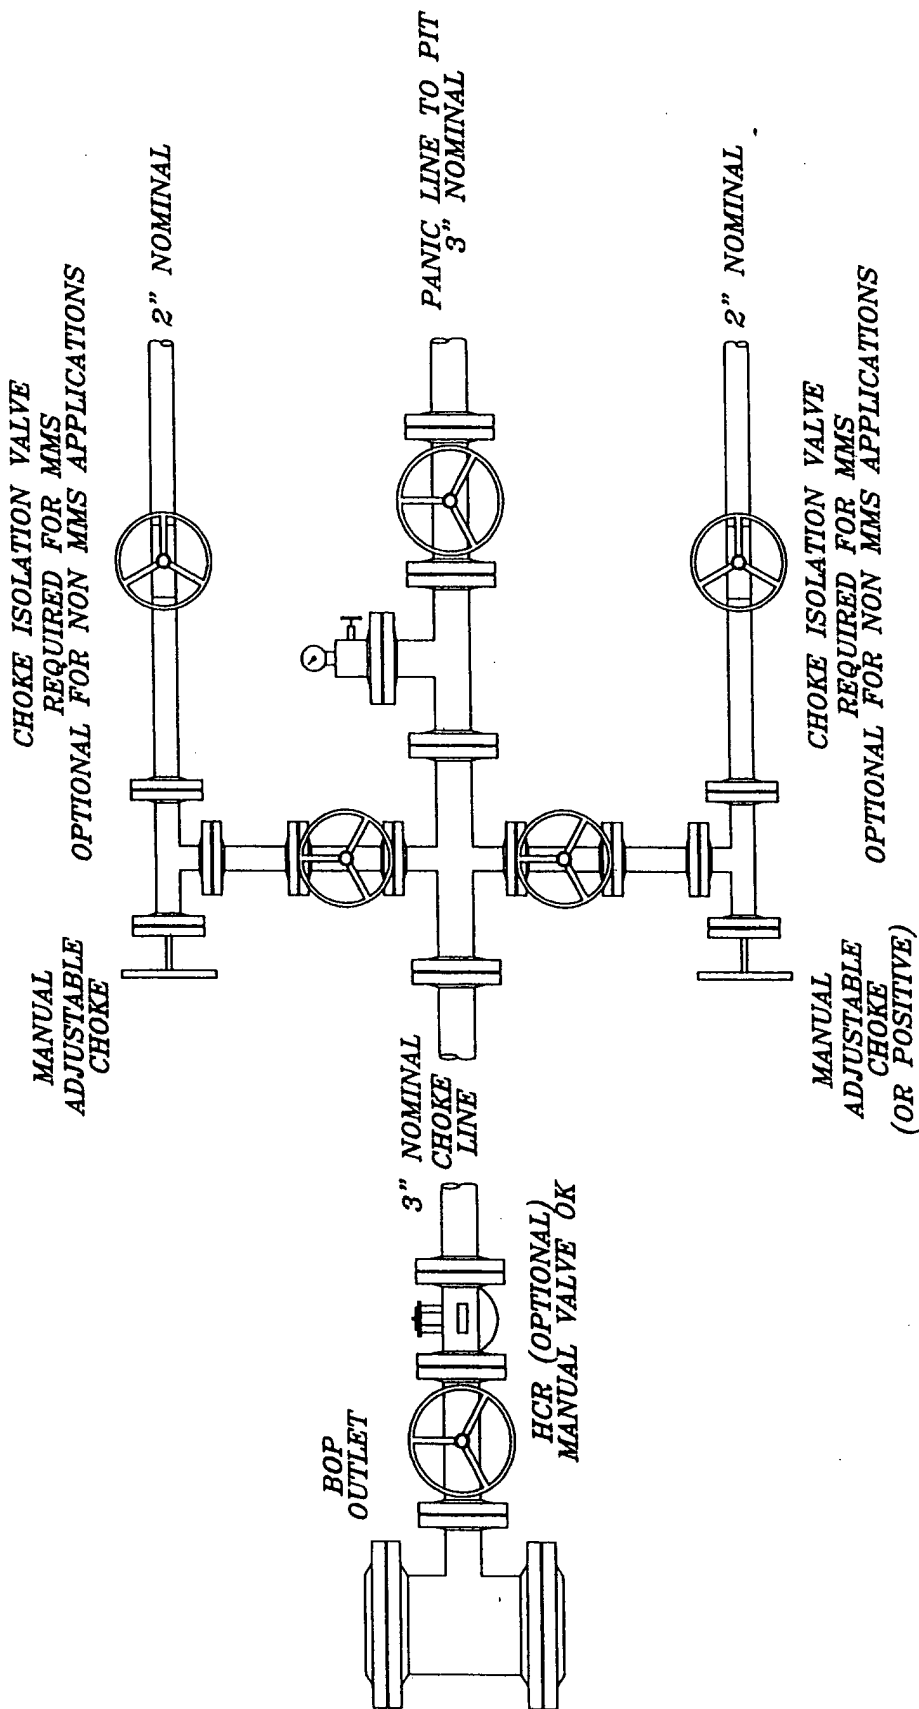 CHOKE ISOLATION VALVE
REQUIRED FOR MMS
OPTIONAL FOR NON MMS APPLICATIONS
2" NOMINAL
MANUAL
ADJUSTABLE
CHOKE
BOP
OUTLET
3" NOMINAL
CHOKE
LINE
PANIC LINE TO PIT
3" NOMINAL
HCR (OPTIONAL)
MANUAL VALVE OK
2" NOMINAL
CHOKE ISOLATION VALVE
REQUIRED FOR MMS
OPTIONAL FOR NON MMS APPLICATIONS
MANUAL
ADJUSTABLE
CHOKE
(OR POSITIVE)